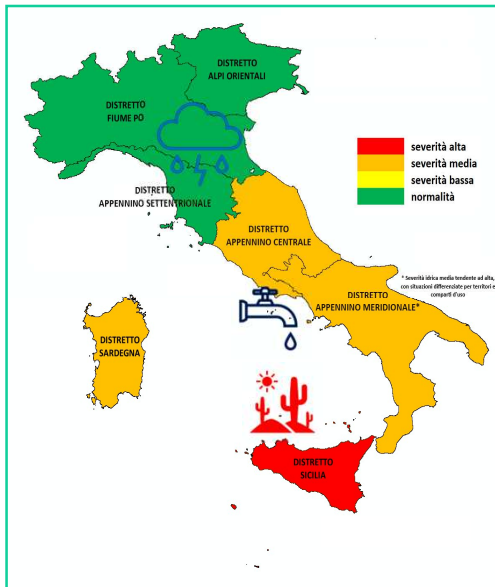 DISTRETTO
ALPI ORIENTALI
DISTRETTO
FIUME PO
severità alta
severità media
severità bassa
normalità
DISTRETTO
APPENNINO SETTENTRIONALE
DISTRETTO
APPENNINO CENTRALE
* Severità idrica media tendente ad alta,
con situazioni differenziate per territori e
comparti d'uso
DISTRETTO
APPENNINO MERIDIONALE*
DISTRETTO
SARDEGNA
DISTRETTO
SICILIA